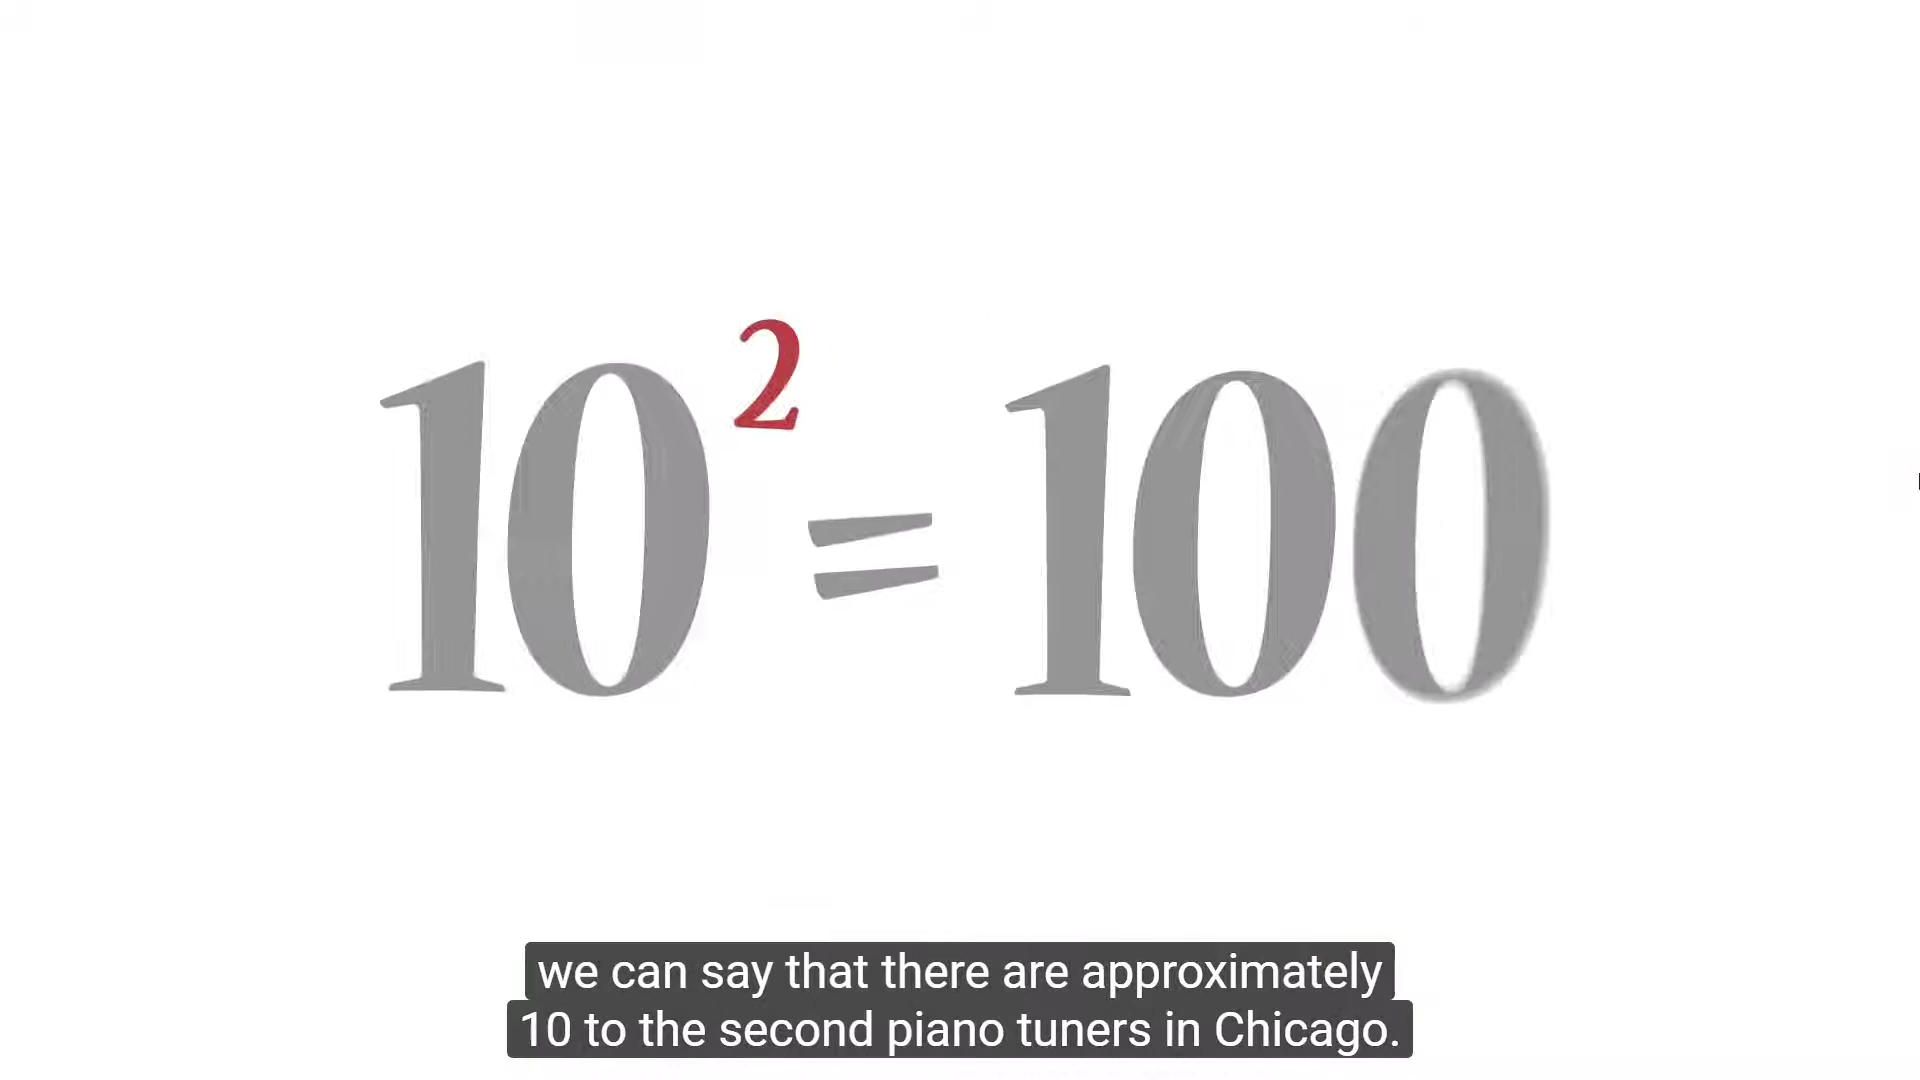 10² = 100
we can say that there are approximately
10 to the second piano tuners in Chicago.